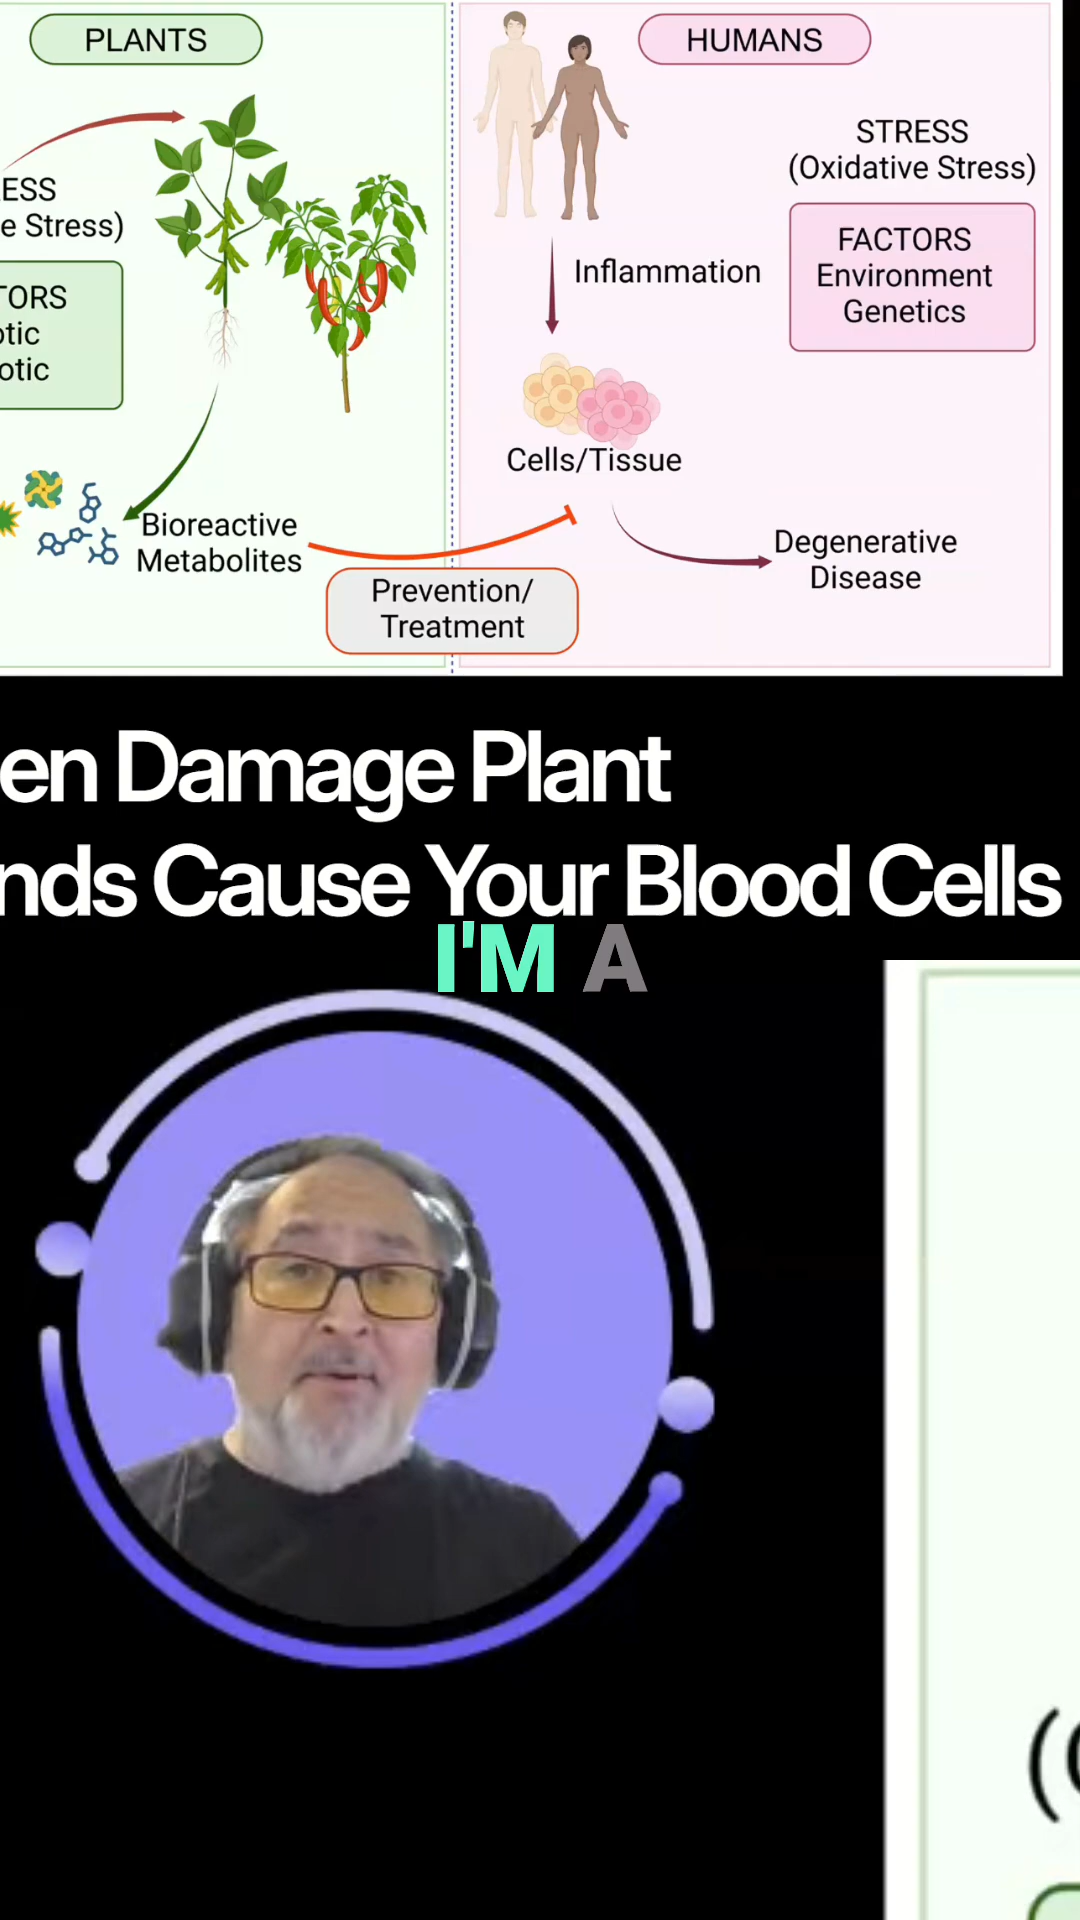 PLANTS
ESS
e Stress)
TORS
otic
otic
Bioreactive
Metabolites
Prevention/
Treatment
HUMANS
STRESS
(Oxidative Stress)
FACTORS
Environment
Genetics
Inflammation
Cells/Tissue
Degenerative
Disease
en Damage Plant
nds Cause Your Blood Cells
I'M A
(